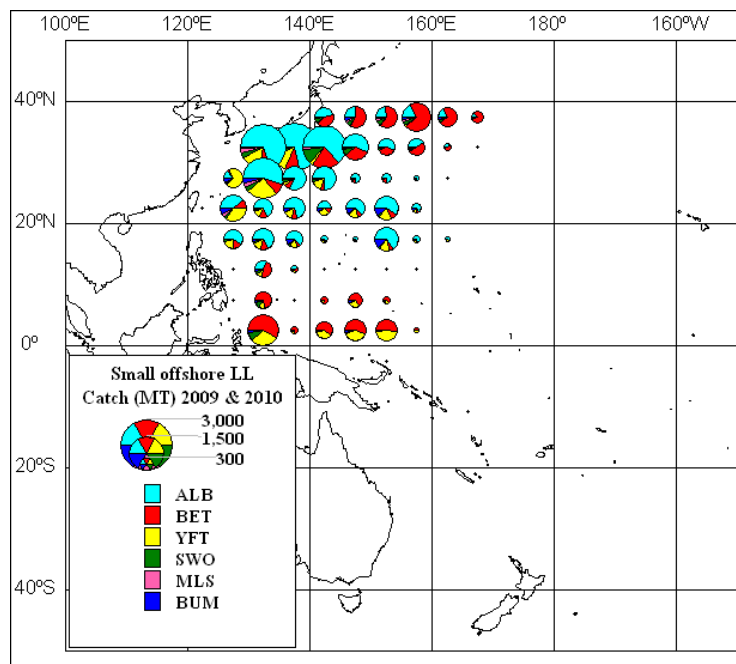 100ºE 120ºE 140ºE 160ºE 180º 160ºW
40ºN
20ºN
0º
20ºS
40ºS
Small offshore LL
Catch (MT) 2009 & 2010
3,000
1,500
300
ALB
BET
YFT
SWO
MLS
BUM